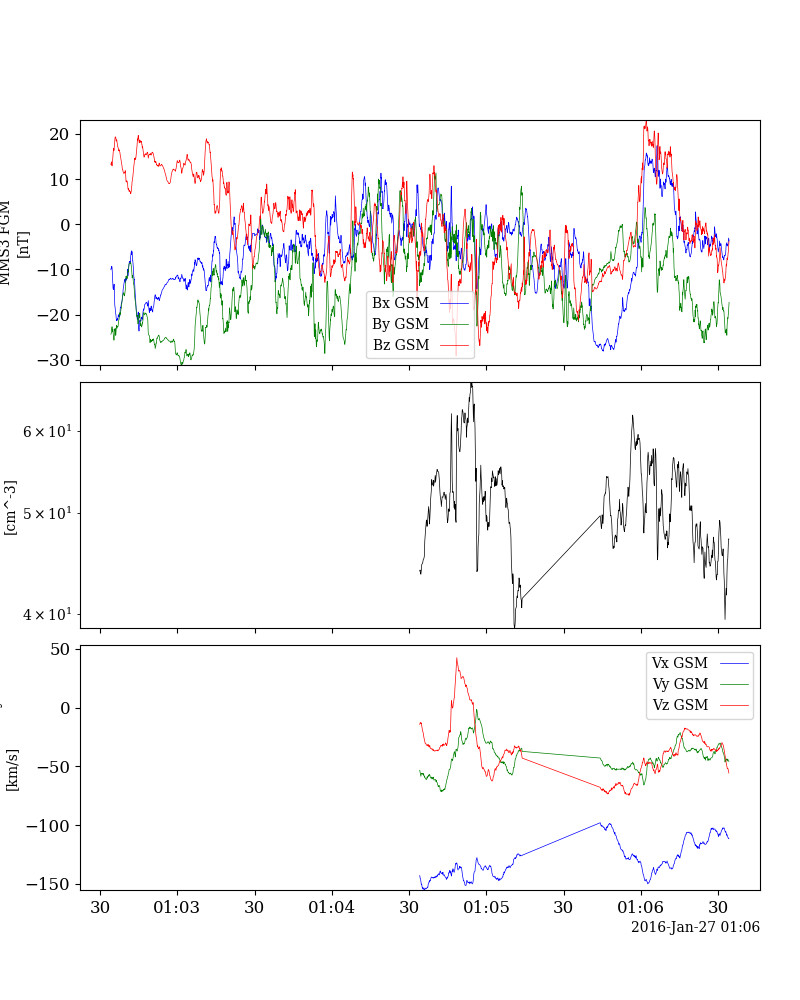 MMS3 FGM
[nT]
20
10
0
−10
−20
−30
Bx GSM
By GSM
Bz GSM
[cm^-3]
6×10¹
5×10¹
4×10¹
[km/s]
50
0
−50
−100
−150
Vx GSM
Vy GSM
Vz GSM
30 01:03 30 01:04 30 01:05 30 01:06 30
2016-Jan-27 01:06